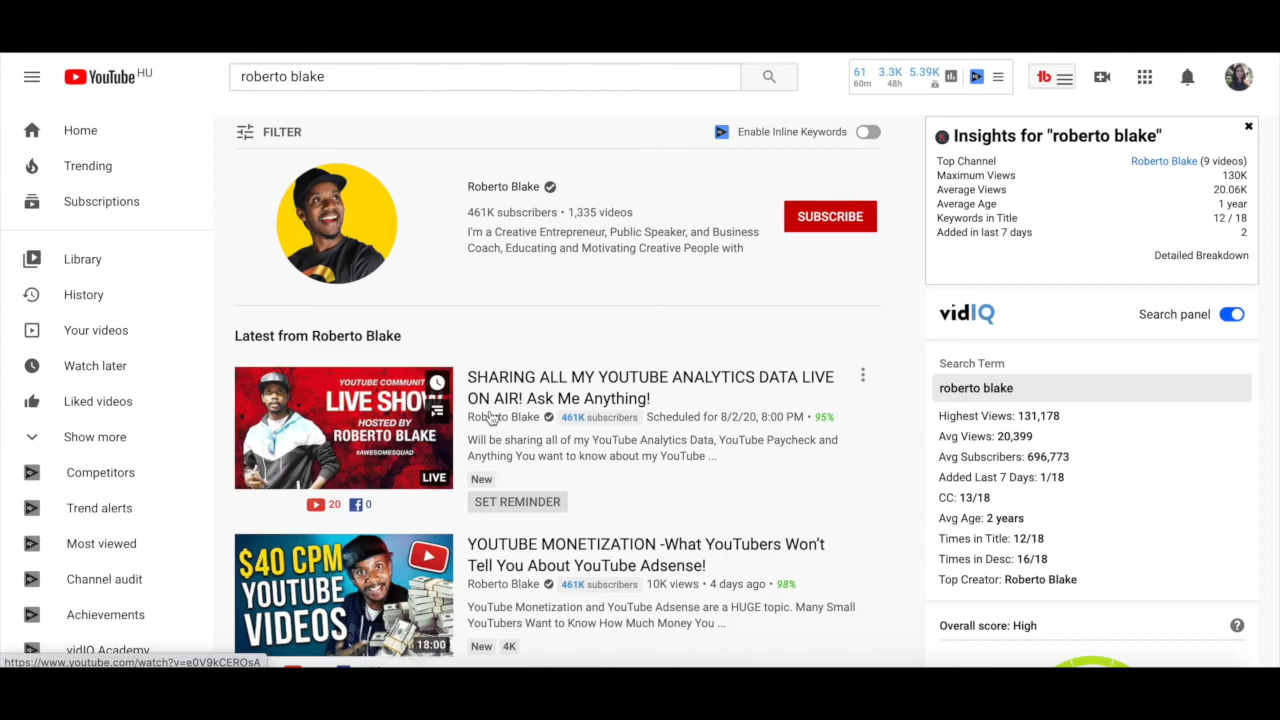 YouTube HU
roberto blake
61 3.3K 5.39K
60m 48h
tb
Home
Trending
Subscriptions
Library
History
Your videos
Watch later
Liked videos
Show more
Competitors
Trend alerts
Most viewed
Channel audit
Achievements
vidIQ Academy
https://www.youtube.com/watch?v=e0V9kCEROsA
FILTER
Enable Inline Keywords
Roberto Blake
461K subscribers • 1,335 videos
I'm a Creative Entrepreneur, Public Speaker, and Business
Coach, Educating and Motivating Creative People with
SUBSCRIBE
Latest from Roberto Blake
YOUTUBE COMMUNIT
LIVE SHOW
HOSTED BY
ROBERTO BLAKE
#AWESOMESQUAD
LIVE
20 0
SHARING ALL MY YOUTUBE ANALYTICS DATA LIVE
ON AIR! Ask Me Anything!
Roberto Blake 461K subscribers Scheduled for 8/2/20, 8:00 PM • 95%
Will be sharing all of my YouTube Analytics Data, YouTube Paycheck and
Anything You want to know about my YouTube ...
New
SET REMINDER
$40 CPM
YOUTUBE
VIDEOS
18:00
YOUTUBE MONETIZATION -What YouTubers Won't
Tell You About YouTube Adsense!
Roberto Blake 461K subscribers 10K views • 4 days ago • 98%
YouTube Monetization and YouTube Adsense are a HUGE topic. Many Small
YouTubers Want to Know How Much Money You ...
New 4K
Insights for "roberto blake"
Top Channel Roberto Blake (9 videos)
Maximum Views 130K
Average Views 20.06K
Average Age 1 year
Keywords in Title 12 / 18
Added in last 7 days 2
Detailed Breakdown
vidIQ Search panel
Search Term
roberto blake
Highest Views: 131,178
Avg Views: 20,399
Avg Subscribers: 696,773
Added Last 7 Days: 1/18
CC: 13/18
Avg Age: 2 years
Times in Title: 12/18
Times in Desc: 16/18
Top Creator: Roberto Blake
Overall score: High